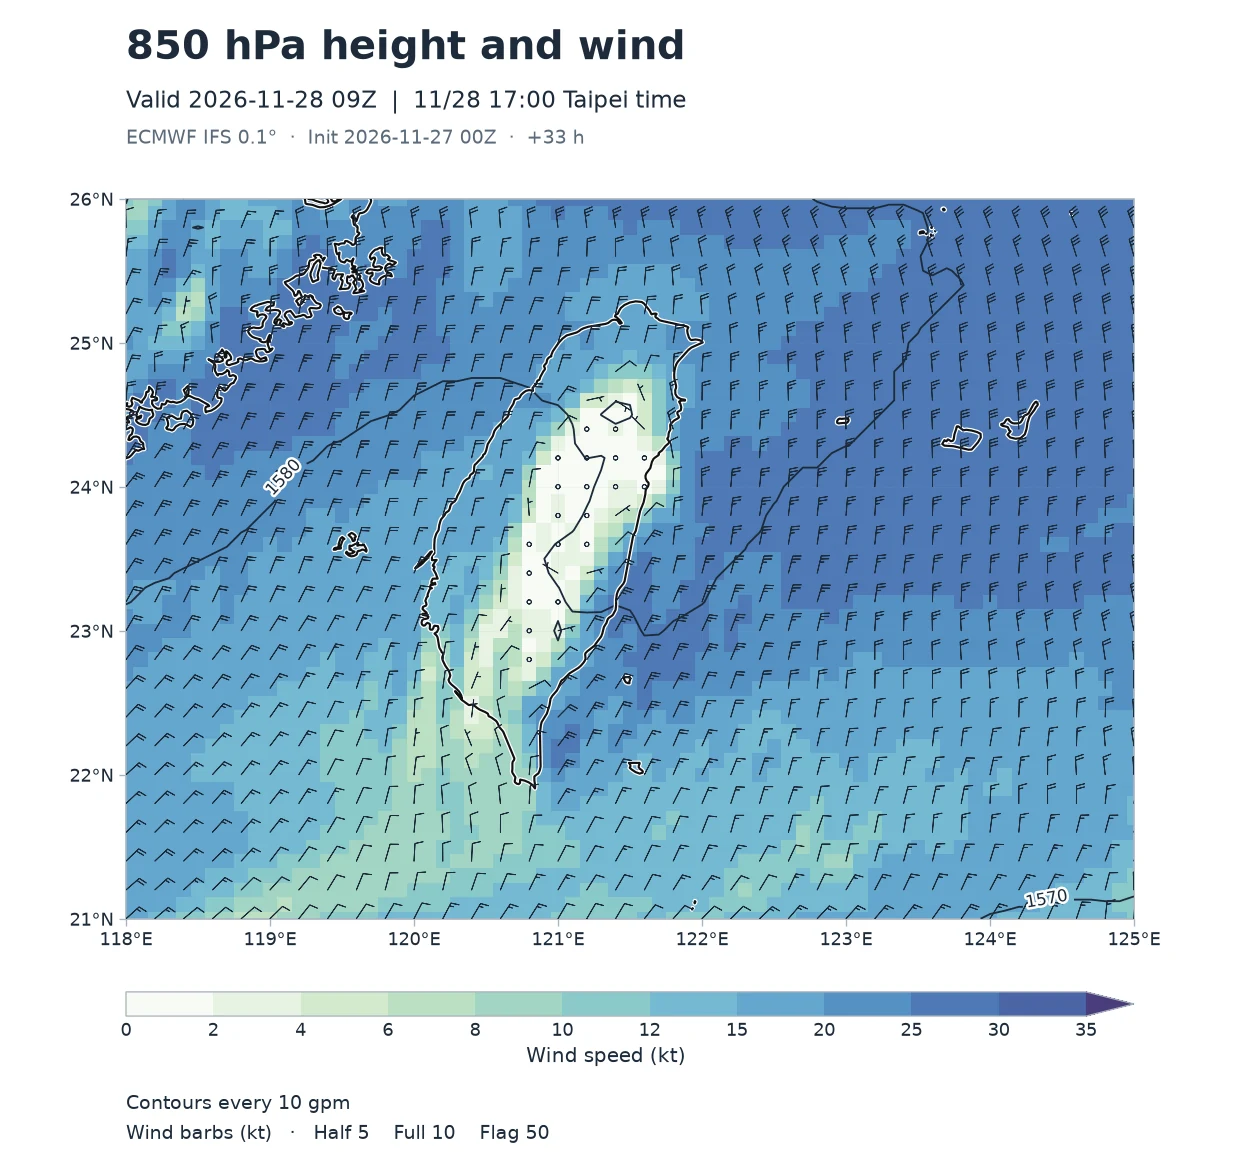 850 hPa height and wind
Valid 2026-11-28 09Z | 11/28 17:00 Taipei time
ECMWF IFS 0.1° · Init 2026-11-27 00Z · +33 h
26°N
25°N
24°N
23°N
22°N
21°N
1580
1570
118°E 119°E 120°E 121°E 122°E 123°E 124°E 125°E
0 2 4 6 8 10 12 15 20 25 30 35
Wind speed (kt)
Contours every 10 gpm
Wind barbs (kt) · Half 5 Full 10 Flag 50